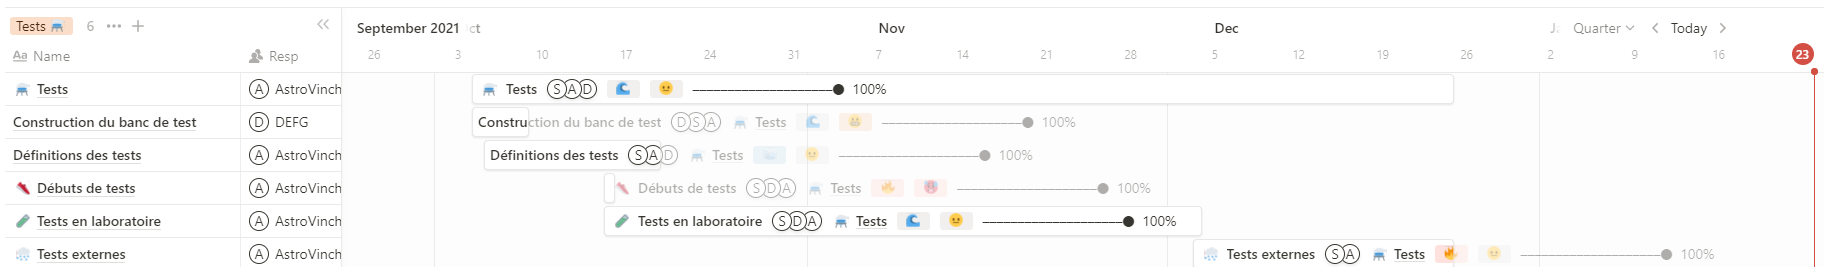 Tests 6 ••• +
September 2021 Oct Nov Dec Ja Quarter Today
Aa Name Resp
26 3 10 17 24 31 7 14 21 28 5 12 19 26 2 9 16 23
Tests A AstroVinch Tests S A D 100%
Construction du banc de test D DEFG Construction du banc de test D S A Tests 100%
Définitions des tests A AstroVinch Définitions des tests S A D Tests 100%
Débuts de tests A AstroVinch Débuts de tests S D A Tests 100%
Tests en laboratoire A AstroVinch Tests en laboratoire S D A Tests 100%
Tests externes A AstroVinch Tests externes S A Tests 100%